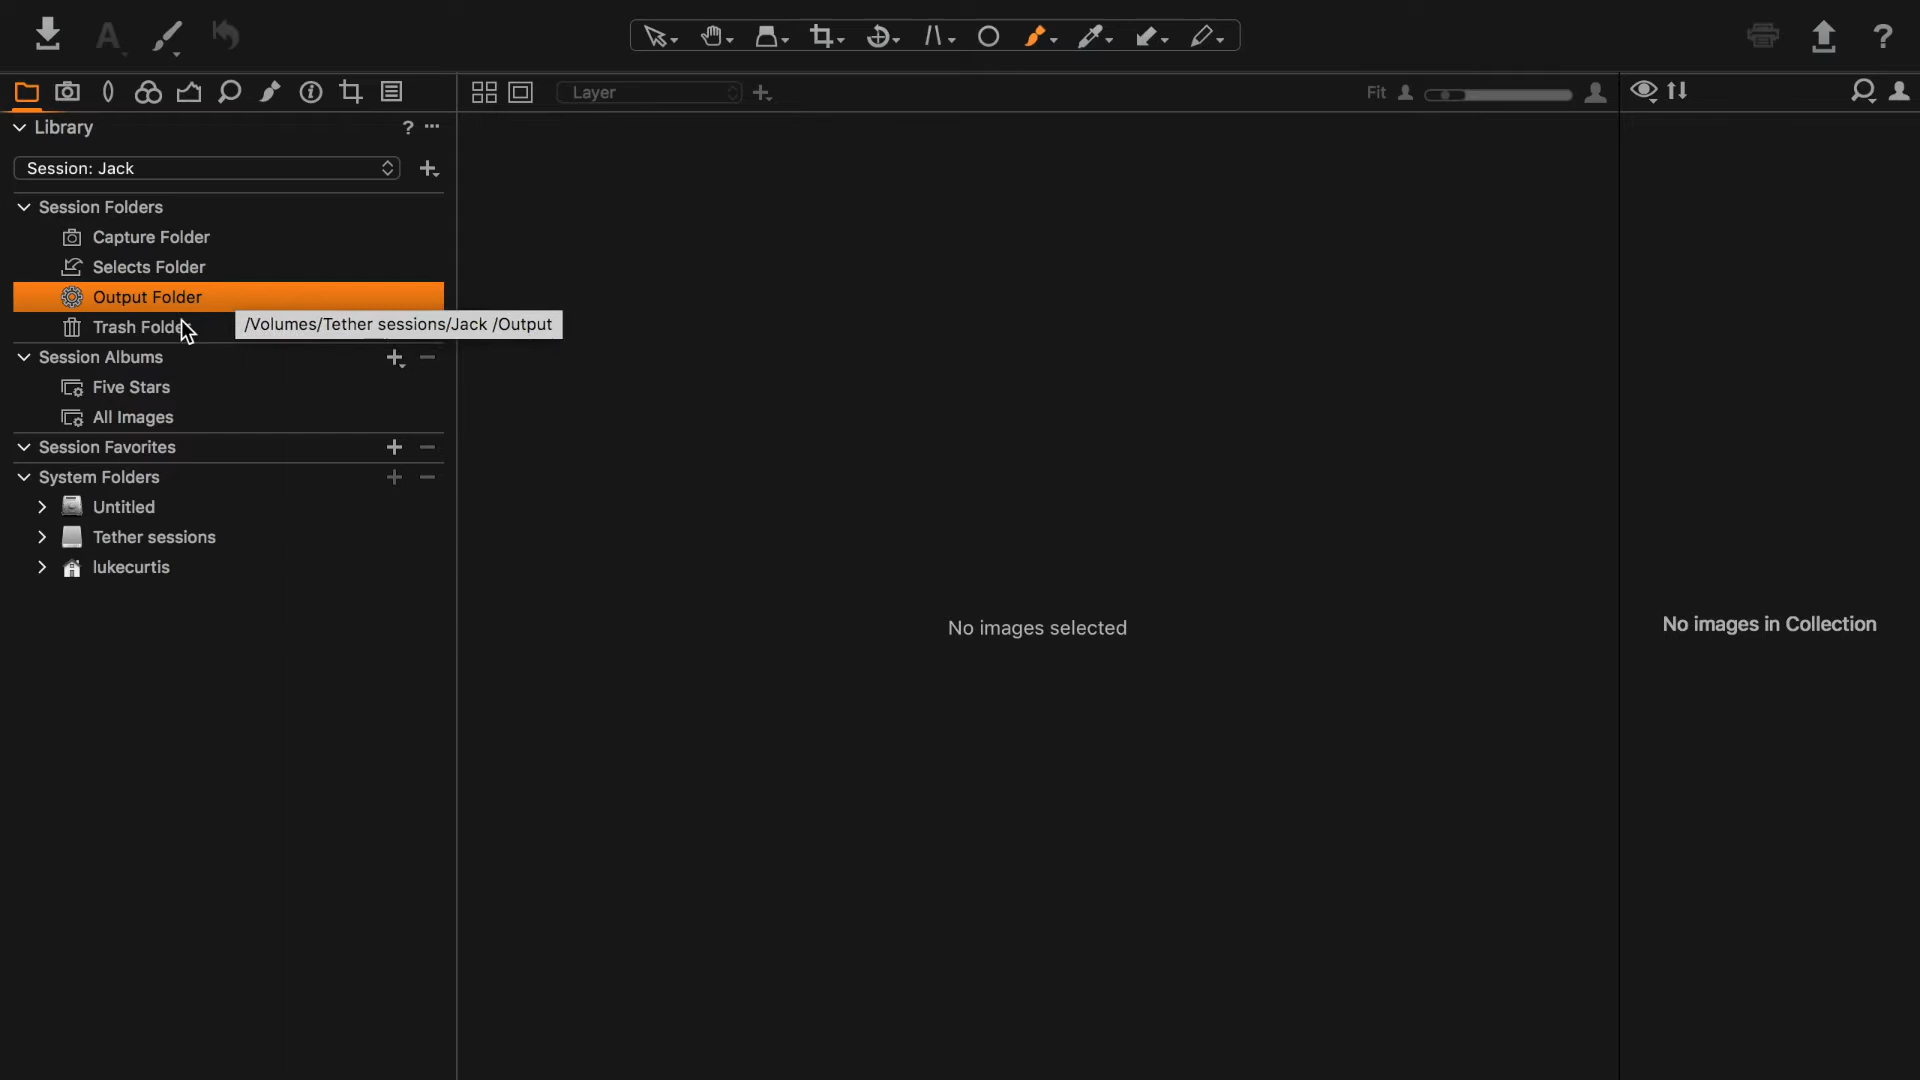 A
?
Layer
Fit
Library
?
Session: Jack
Session Folders
Capture Folder
Selects Folder
Output Folder
Trash Folder
/Volumes/Tether sessions/Jack /Output
Session Albums
Five Stars
All Images
Session Favorites
System Folders
Untitled
Tether sessions
lukecurtis
No images selected
No images in Collection